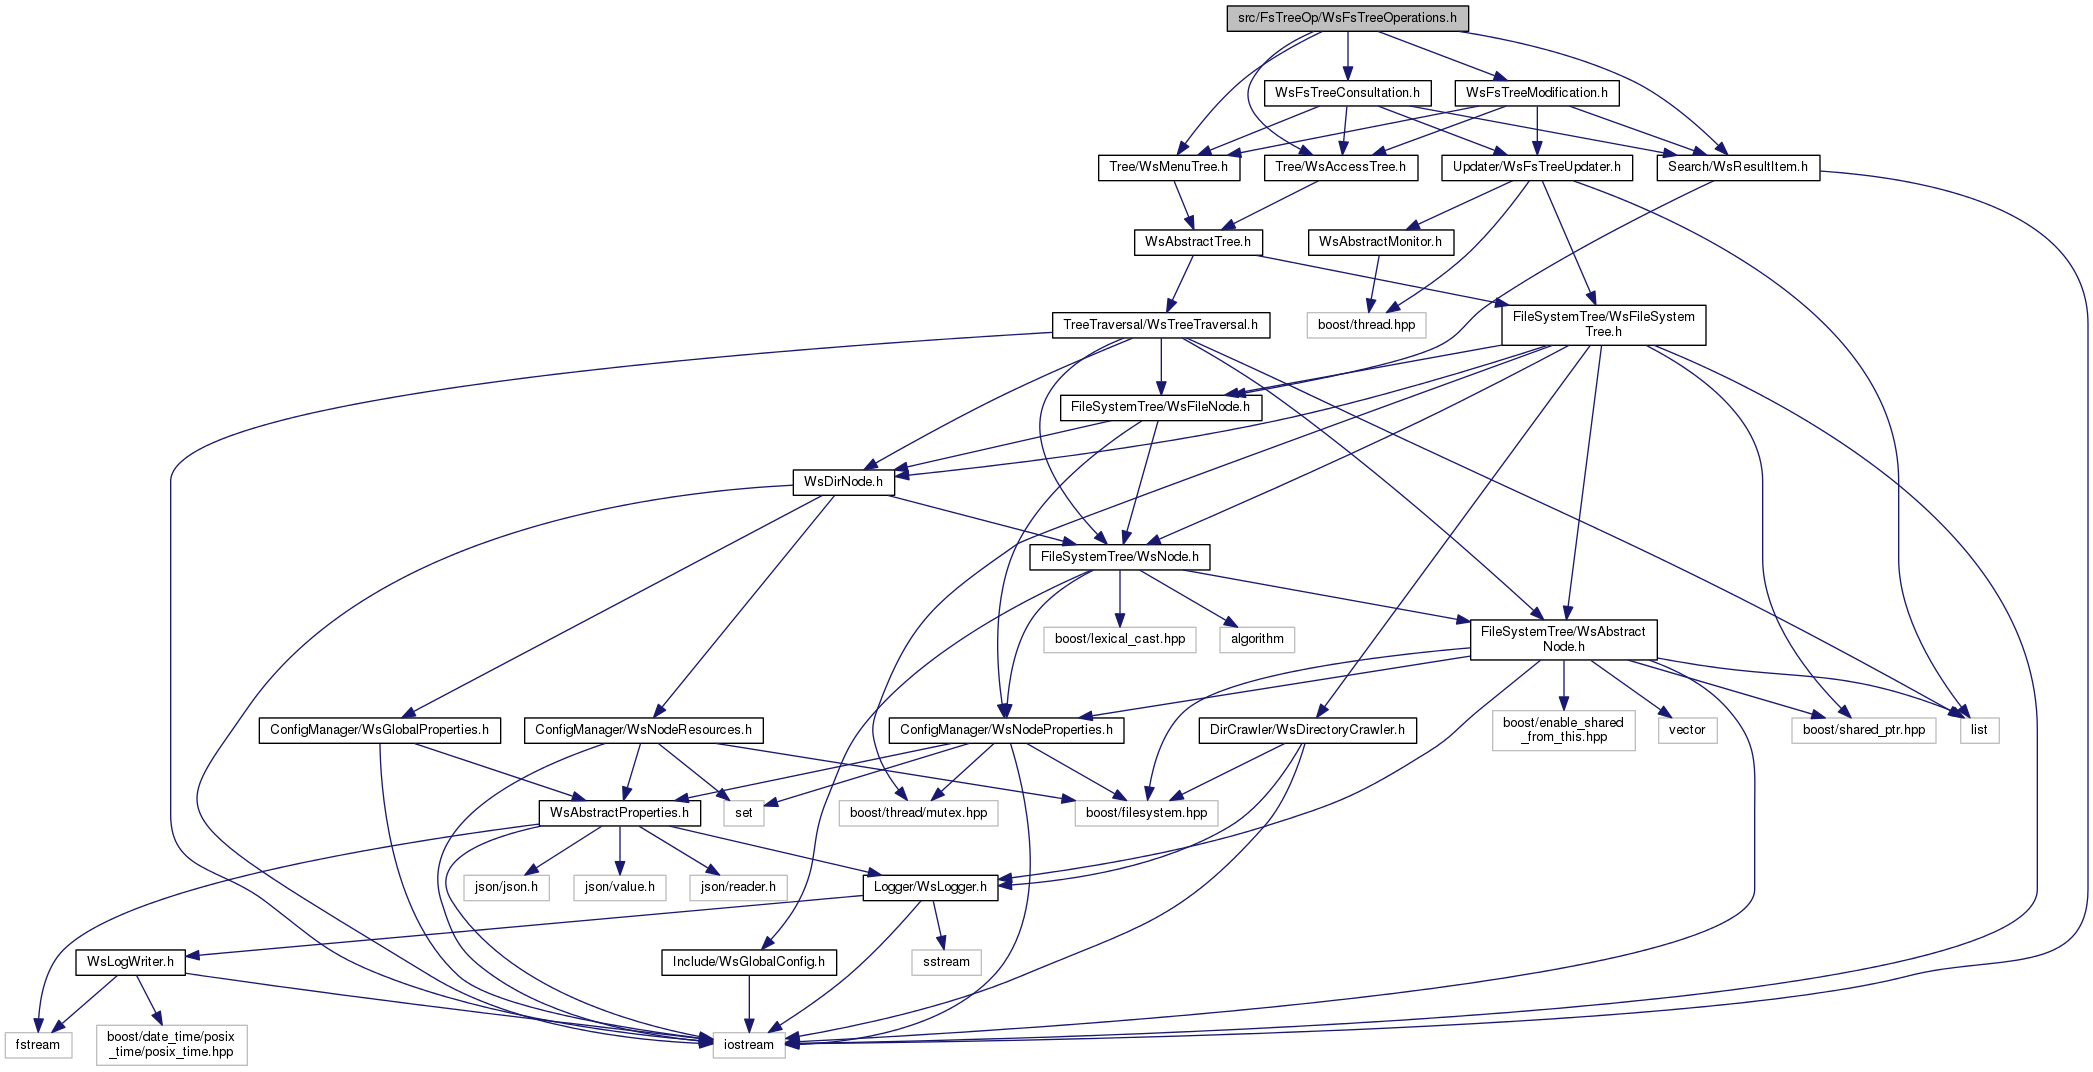 src/FsTreeOp/WsFsTreeOperations.h
WsFsTreeConsultation.h
WsFsTreeModification.h
Tree/WsMenuTree.h
Tree/WsAccessTree.h
Updater/WsFsTreeUpdater.h
Search/WsResultItem.h
WsAbstractTree.h
WsAbstractMonitor.h
TreeTraversal/WsTreeTraversal.h
boost/thread.hpp
FileSystemTree/WsFileSystem
Tree.h
FileSystemTree/WsFileNode.h
WsDirNode.h
FileSystemTree/WsNode.h
boost/lexical_cast.hpp
algorithm
FileSystemTree/WsAbstract
Node.h
ConfigManager/WsGlobalProperties.h
ConfigManager/WsNodeResources.h
ConfigManager/WsNodeProperties.h
DirCrawler/WsDirectoryCrawler.h
boost/enable_shared
_from_this.hpp
vector
boost/shared_ptr.hpp
list
WsAbstractProperties.h
set
boost/thread/mutex.hpp
boost/filesystem.hpp
json/json.h
json/value.h
json/reader.h
Logger/WsLogger.h
WsLogWriter.h
Include/WsGlobalConfig.h
sstream
fstream
boost/date_time/posix
_time/posix_time.hpp
iostream